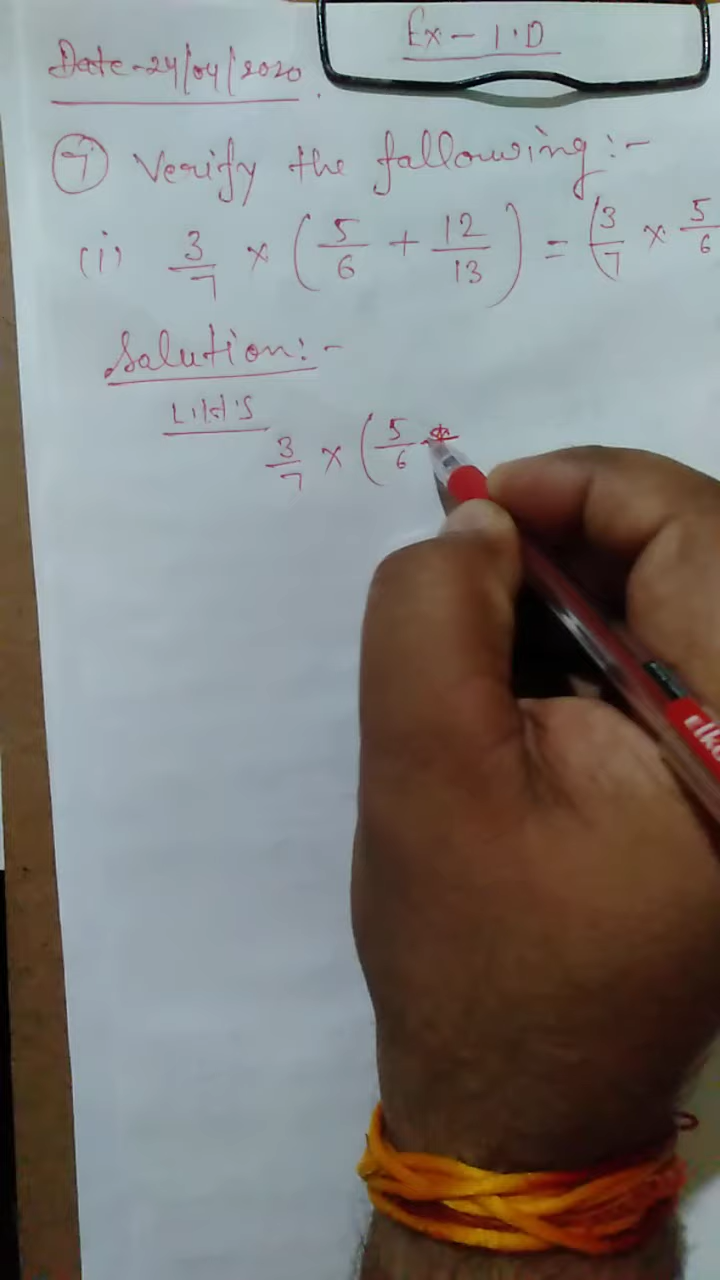 Ex - 1.D
Date - 24/04/2020.
7 Verify the fallowing :-
(i) 3/7 × (5/6 + 12/13) = (3/7 × 5/6
Solution :-
L.H.S
3/7 × (5/6